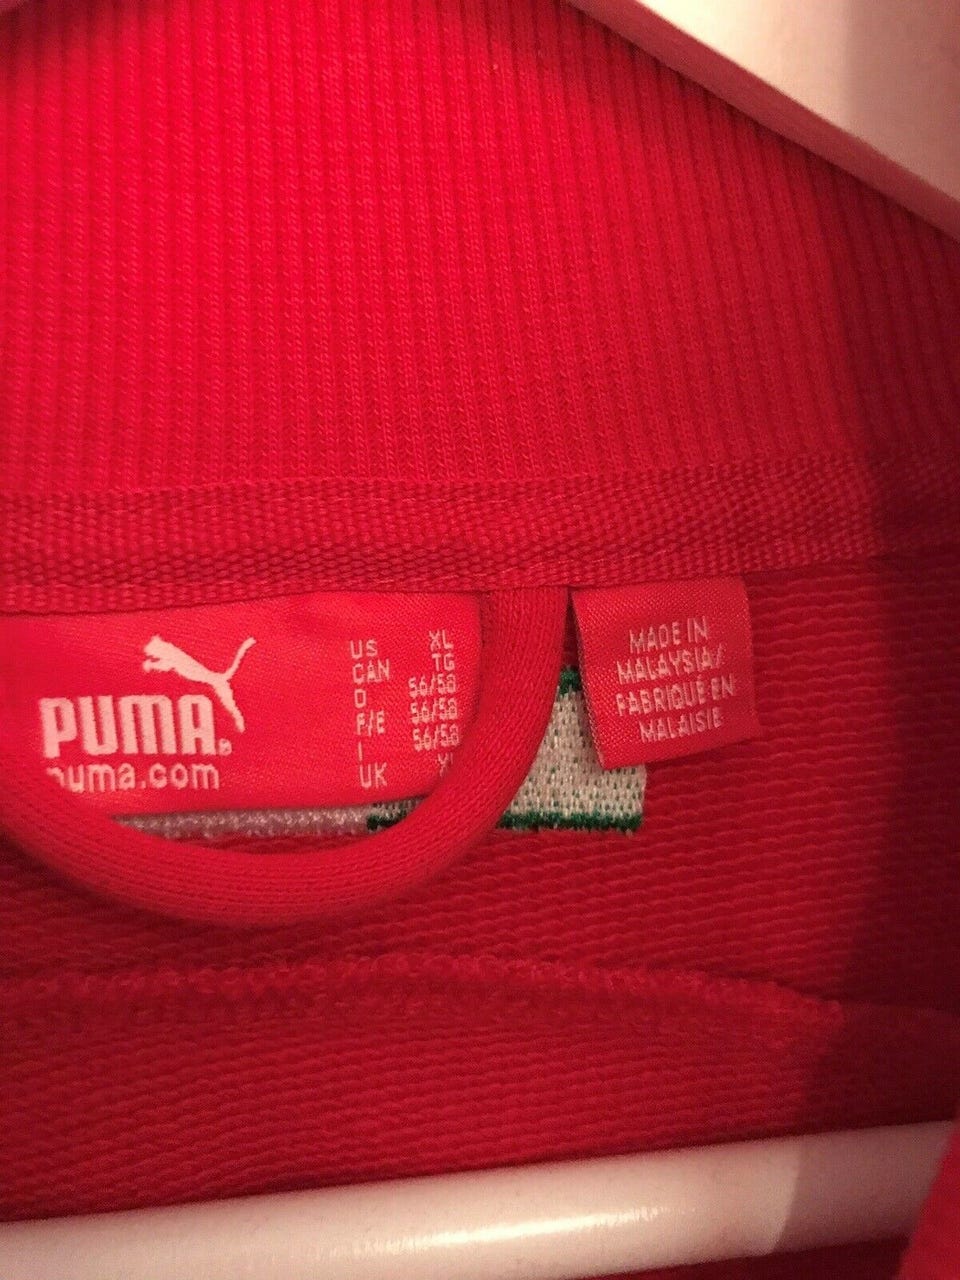 PUMA®
puma.com
US XL
CAN TG
D 56/58
F/E 56/58
I 56/58
UK
MADE IN
MALAYSIA/
FABRIQUÉ EN
MALAISIE